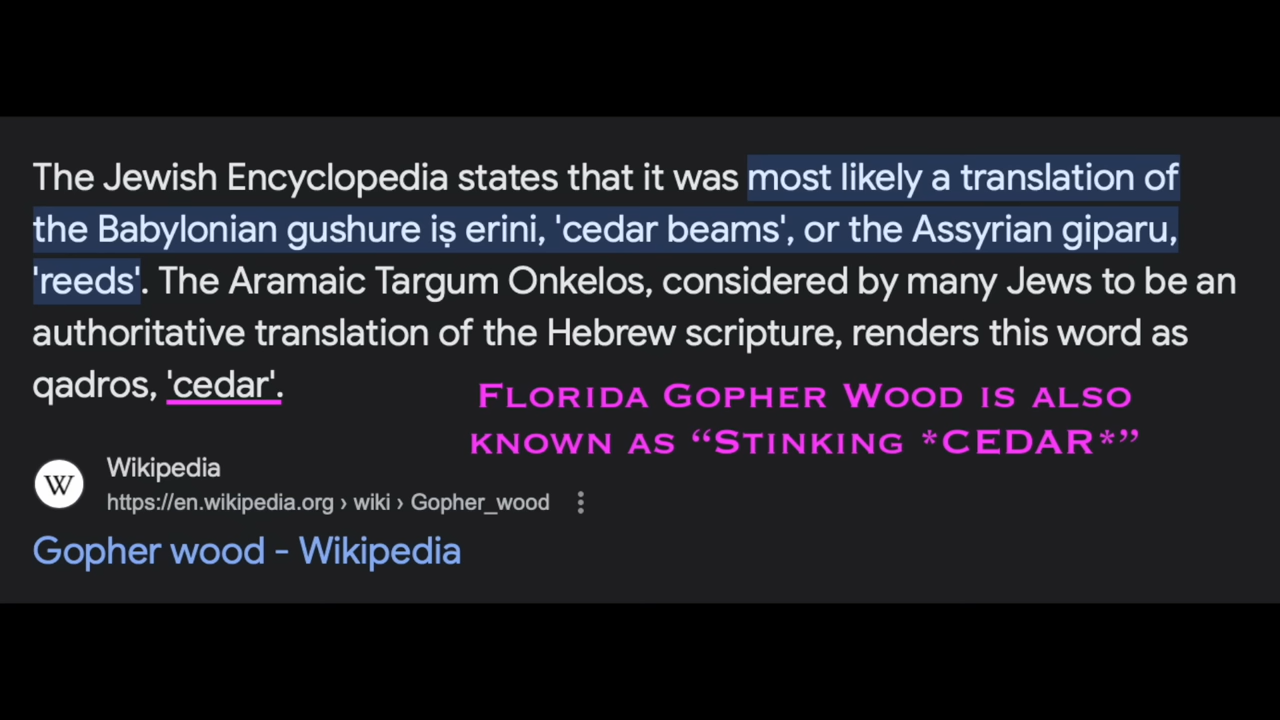 The Jewish Encyclopedia states that it was most likely a translation of
the Babylonian gushure iṣ erini, 'cedar beams', or the Assyrian giparu,
'reeds'. The Aramaic Targum Onkelos, considered by many Jews to be an
authoritative translation of the Hebrew scripture, renders this word as
qadros, 'cedar'.
Florida Gopher Wood is also
known as “Stinking *CEDAR*”
W
Wikipedia
https://en.wikipedia.org › wiki › Gopher_wood
Gopher wood - Wikipedia